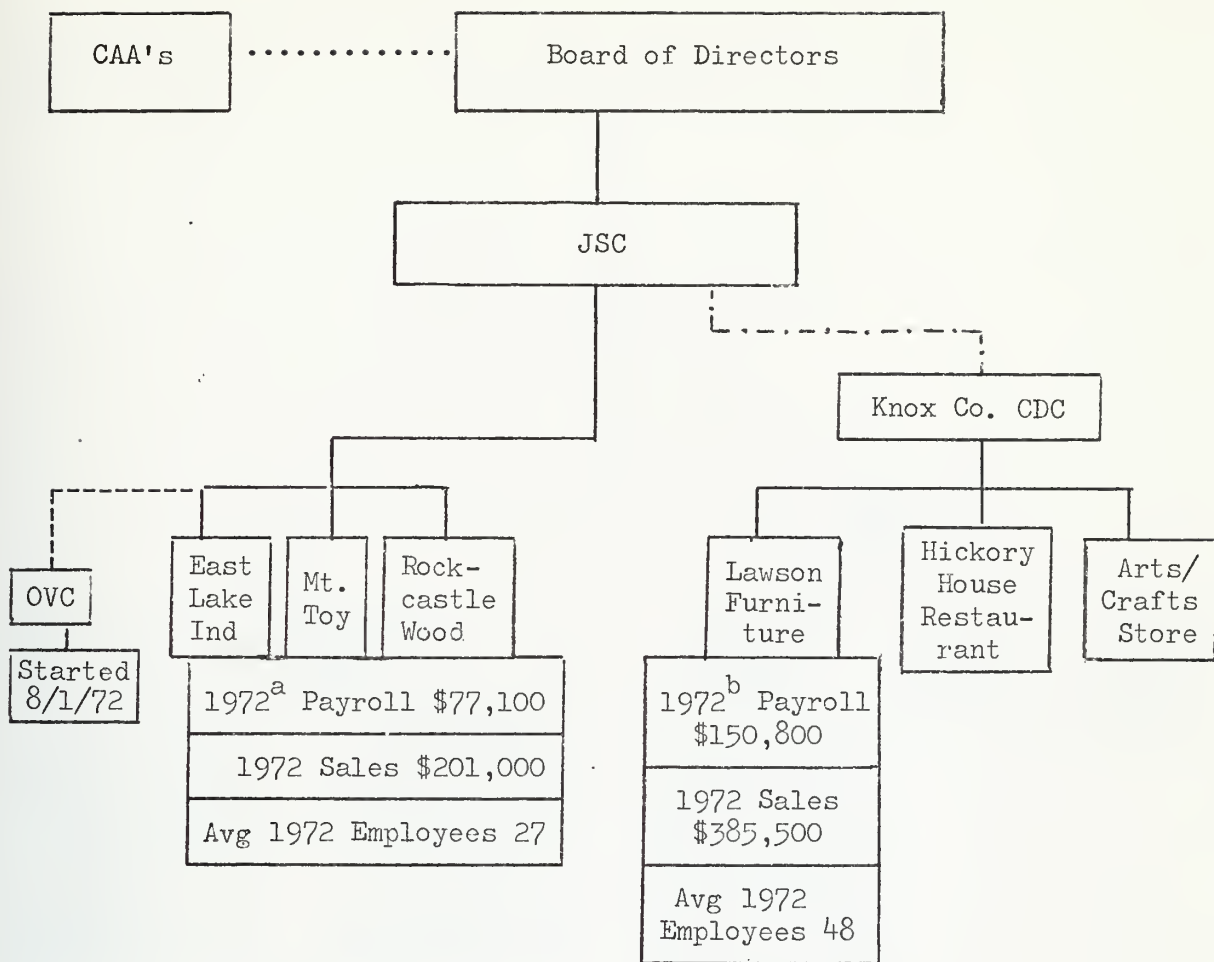 CAA's
Board of Directors
JSC
Knox Co. CDC
OVC
Started
8/1/72
East
Lake
Ind
Mt.
Toy
Rock-
castle
Wood
1972a Payroll $77,100
1972 Sales $201,000
Avg 1972 Employees 27
Lawson
Furni-
ture
1972b Payroll
$150,800
1972 Sales
$385,500
Avg 1972
Employees 48
Hickory
House
Restau-
rant
Arts/
Crafts
Store